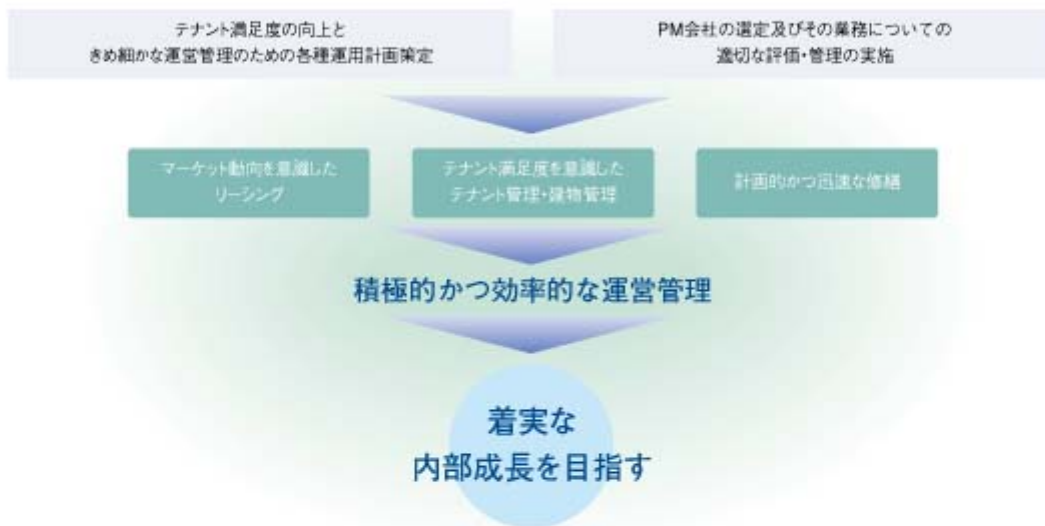 テナント満足度の向上と
きめ細かな運営管理のための各種運用計画策定
PM会社の選定及びその業務についての
適切な評価・管理の実施
マーケット動向を意識した
リーシング
テナント満足度を意識した
テナント管理・建物管理
計画的かつ迅速な修繕
積極的かつ効率的な運営管理
着実な
内部成長を目指す